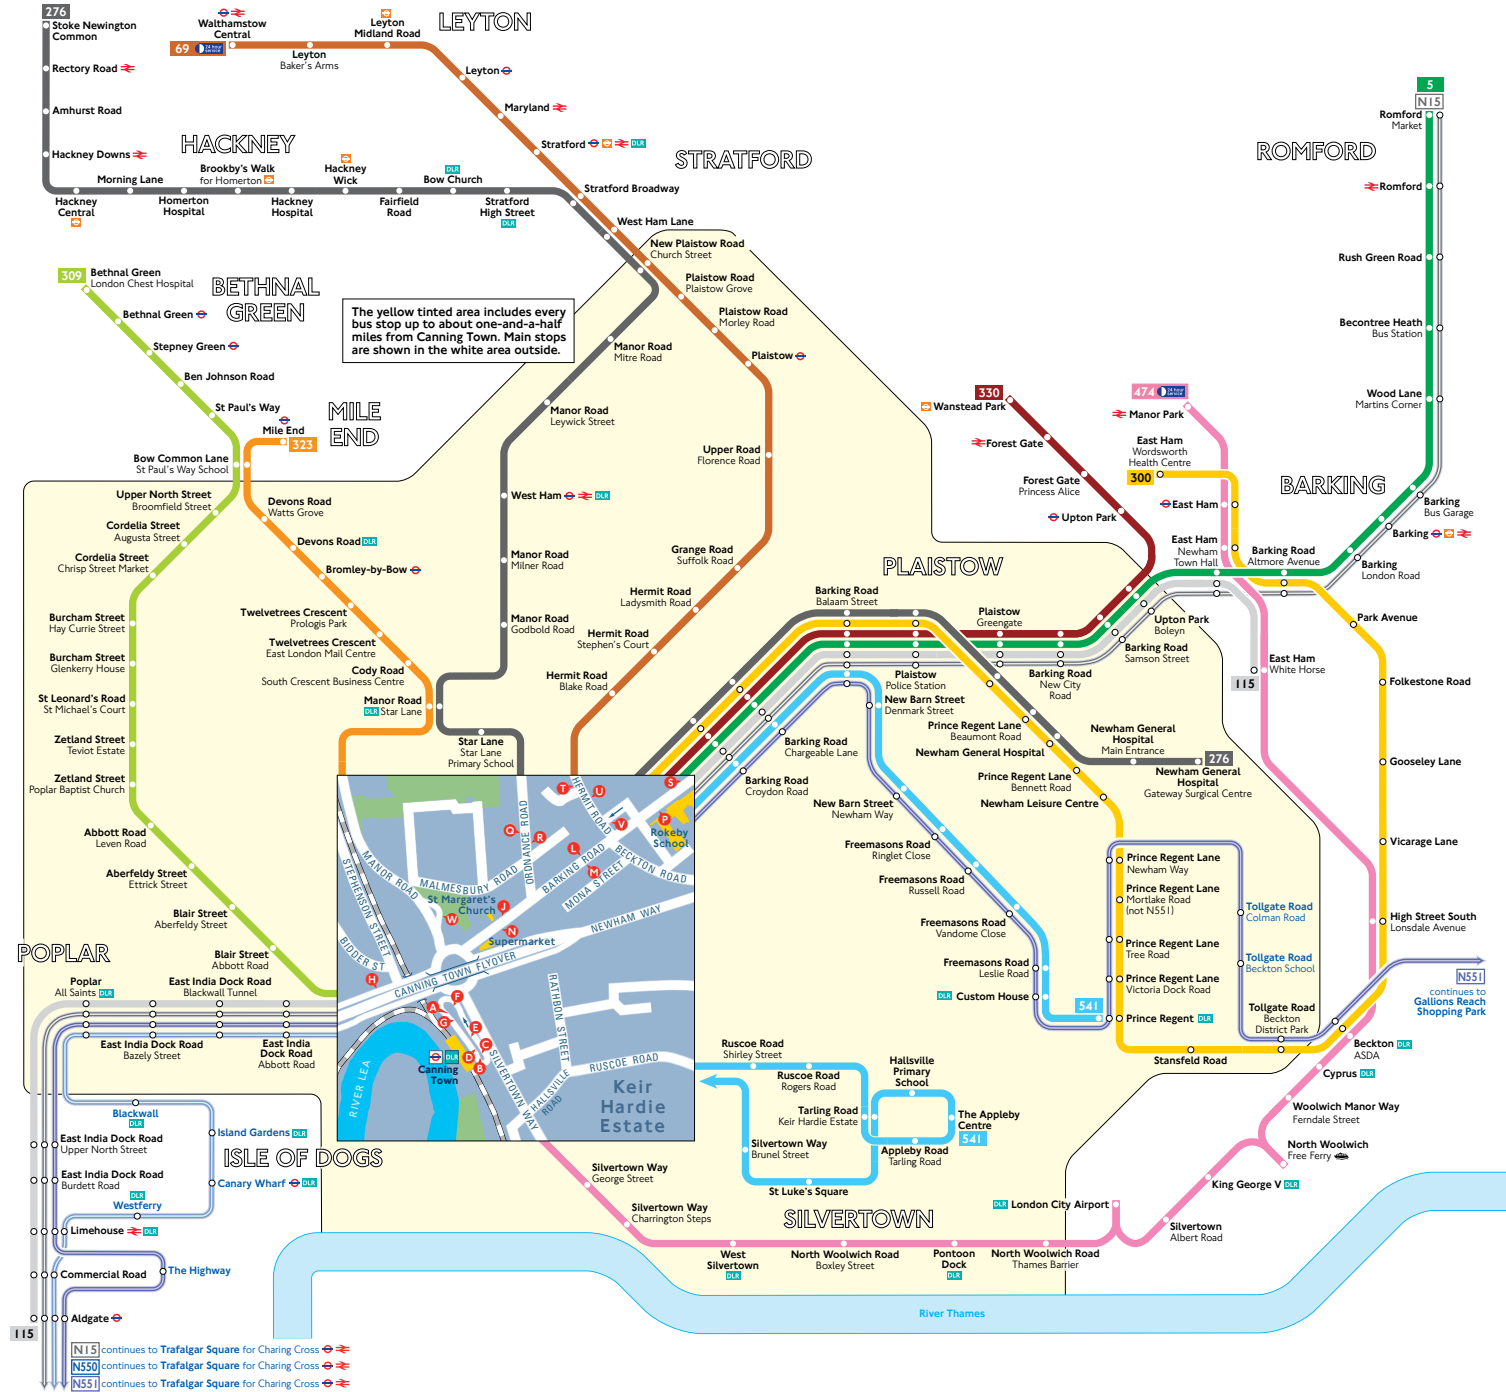 276
Stoke Newington
Common
Rectory Road
Amhurst Road
Hackney Downs
HACKNEY
Morning Lane
Brookby's Walk
for Homerton
Hackney
Wick
DLR
Bow Church
Hackney
Central
Homerton
Hospital
Hackney
Hospital
Fairfield
Road
Stratford
High Street
DLR
Walthamstow
Central
69
24 hour
service
Leyton
Baker's Arms
Leyton
Midland Road
LEYTON
Leyton
Maryland
Stratford
DLR
STRATFORD
Stratford Broadway
West Ham Lane
New Plaistow Road
Church Street
Plaistow Road
Plaistow Grove
Plaistow Road
Morley Road
Plaistow
Upper Road
Florence Road
Grange Road
Suffolk Road
Hermit Road
Ladysmith Road
Hermit Road
Stephen's Court
Hermit Road
Blake Road
309
Bethnal Green
London Chest Hospital
BETHNAL
GREEN
Bethnal Green
Stepney Green
Ben Johnson Road
St Paul's Way
The yellow tinted area includes every
bus stop up to about one-and-a-half
miles from Canning Town. Main stops
are shown in the white area outside.
MILE
END
Mile End
323
Bow Common Lane
St Paul's Way School
Upper North Street
Broomfield Street
Cordelia Street
Augusta Street
Cordelia Street
Chrisp Street Market
Burcham Street
Hay Currie Street
Burcham Street
Glenkerry House
St Leonard's Road
St Michael's Court
Zetland Street
Teviot Estate
Zetland Street
Poplar Baptist Church
Abbott Road
Leven Road
Aberfeldy Street
Ettrick Street
Blair Street
Aberfeldy Street
Blair Street
Abbott Road
Devons Road
Watts Grove
Devons Road DLR
Bromley-by-Bow
Twelvetrees Crescent
Prologis Park
Twelvetrees Crescent
East London Mail Centre
Cody Road
South Crescent Business Centre
Manor Road
DLR Star Lane
Manor Road
Mitre Road
Manor Road
Leywick Street
West Ham
DLR
Manor Road
Milner Road
Manor Road
Godbold Road
Star Lane
Star Lane
Primary School
5
N15
Romford
Market
ROMFORD
Romford
Rush Green Road
Becontree Heath
Bus Station
Wood Lane
Martins Corner
BARKING
Barking
Bus Garage
Barking
Barking
London Road
Barking Road
Altmore Avenue
330
Wanstead Park
Forest Gate
Forest Gate
Princess Alice
Upton Park
474
24 hour
service
Manor Park
East Ham
Wordsworth
Health Centre
300
East Ham
East Ham
Newham
Town Hall
Upton Park
Boleyn
Barking Road
Samson Street
PLAISTOW
Barking Road
Balaam Street
Plaistow
Greengate
Plaistow
Police Station
Barking Road
New City
Road
East Ham
White Horse
115
Park Avenue
Folkestone Road
Gooseley Lane
Vicarage Lane
High Street South
Lonsdale Avenue
New Barn Street
Denmark Street
Barking Road
Chargeable Lane
Barking Road
Croydon Road
Prince Regent Lane
Beaumont Road
Newham General Hospital
Prince Regent Lane
Bennett Road
Newham Leisure Centre
Newham General
Hospital
Main Entrance
276
Newham General
Hospital
Gateway Surgical Centre
New Barn Street
Newham Way
Freemasons Road
Ringlet Close
Freemasons Road
Russell Road
Freemasons Road
Vandome Close
Freemasons Road
Leslie Road
DLR Custom House
541
Prince Regent Lane
Newham Way
Prince Regent Lane
Mortlake Road
(not N551)
Prince Regent Lane
Tree Road
Prince Regent Lane
Victoria Dock Road
Prince Regent DLR
Tollgate Road
Colman Road
Tollgate Road
Beckton School
Tollgate Road
Beckton
District Park
Stansfeld Road
N551
continues to
Gallions Reach
Shopping Park
Beckton DLR
ASDA
Cyprus DLR
Woolwich Manor Way
Ferndale Street
North Woolwich
Free Ferry
King George V DLR
Silvertown
Albert Road
DLR London City Airport
North Woolwich Road
Thames Barrier
Pontoon
Dock
DLR
North Woolwich Road
Boxley Street
West
Silvertown
DLR
SILVERTOWN
Silvertown Way
Charrington Steps
Silvertown Way
George Street
Ruscoe Road
Shirley Street
Ruscoe Road
Rogers Road
Hallsville
Primary
School
Tarling Road
Keir Hardie Estate
The Appleby
Centre
541
Appleby Road
Tarling Road
Silvertown Way
Brunel Street
St Luke's Square
River Thames
T
U
S
V
P
Q
R
L
M
J
W
N
H
F
A
G
E
C
D
B
HERMIT ROAD
Rokeby
School
ORDNANCE ROAD
MANOR ROAD
STEPHENSON STREET
MALMESBURY ROAD
BARKING ROAD
BECKTON ROAD
MONA STREET
St Margaret's
Church
Supermarket
NEWHAM WAY
BIDDER ST
CANNING TOWN FLYOVER
RATHBON STREET
DLR
Canning
Town
SILVERTOWN WAY
HALLSVILLE
ROAD
RUSCOE ROAD
RIVER LEA
Keir
Hardie
Estate
POPLAR
Poplar
All Saints DLR
East India Dock Road
Blackwall Tunnel
East India Dock Road
Bazely Street
East India
Dock Road
Abbott Road
Blackwall
DLR
Island Gardens DLR
ISLE OF DOGS
East India Dock Road
Upper North Street
East India Dock Road
Burdett Road
DLR
Westferry
Canary Wharf
DLR
Limehouse
DLR
The Highway
Commercial Road
Aldgate
115
N15 continues to Trafalgar Square for Charing Cross
N550 continues to Trafalgar Square for Charing Cross
N551 continues to Trafalgar Square for Charing Cross